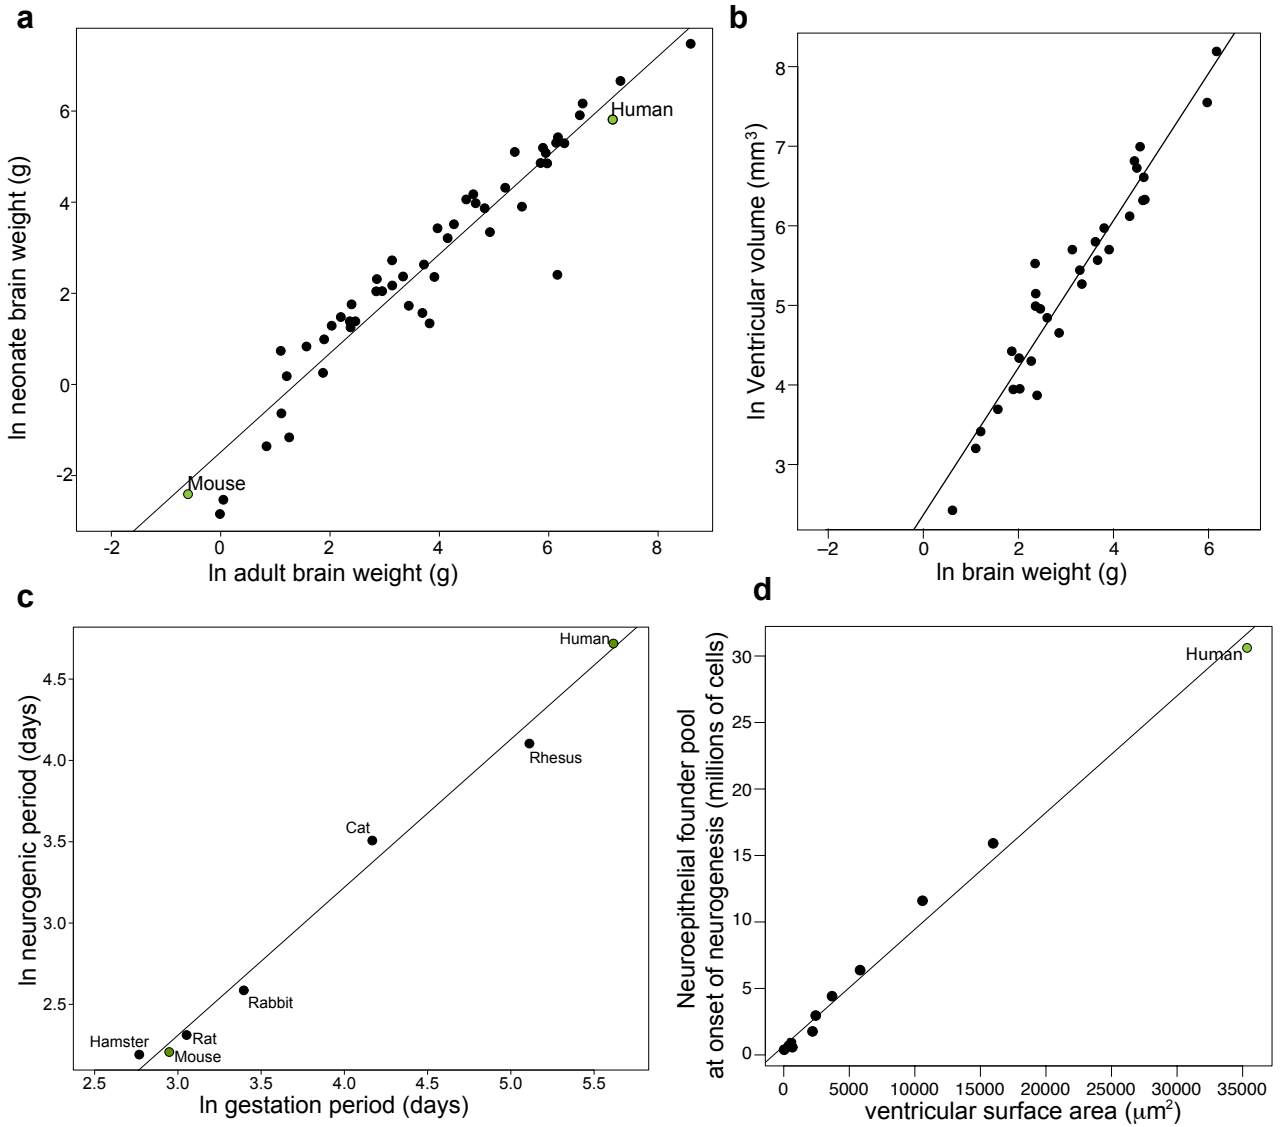 a
ln neonate brain weight (g)
6
4
2
0
-2
Human
Mouse
-2
0
2
4
6
8
ln adult brain weight (g)
b
ln Ventricular volume (mm³)
8
7
6
5
4
3
−2
0
2
4
6
ln brain weight (g)
c
ln neurogenic period (days)
4.5
4.0
3.5
3.0
2.5
Human
Rhesus
Cat
Rabbit
Hamster
Rat
Mouse
2.5
3.0
3.5
4.0
4.5
5.0
5.5
ln gestation period (days)
d
Neuroepithelial founder pool
at onset of neurogenesis (millions of cells)
30
25
20
15
10
5
0
Human
0
5000
10000
15000
20000
25000
30000
35000
ventricular surface area (μm²)